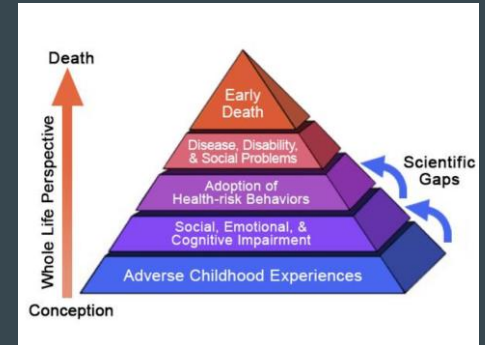 Death
Whole Life Perspective
Conception
Early
Death
Disease, Disability,
& Social Problems
Adoption of
Health-risk Behaviors
Social, Emotional, &
Cognitive Impairment
Adverse Childhood Experiences
Scientific
Gaps